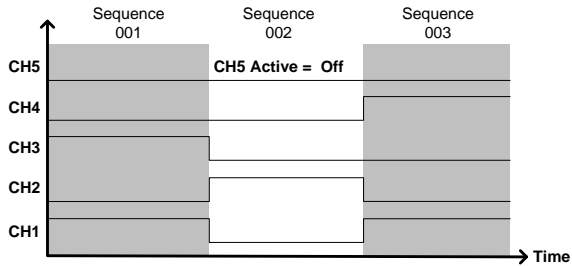 Sequence Sequence Sequence
001 002 003
CH5 CH5 Active = Off
CH4
CH3
CH2
CH1
Time